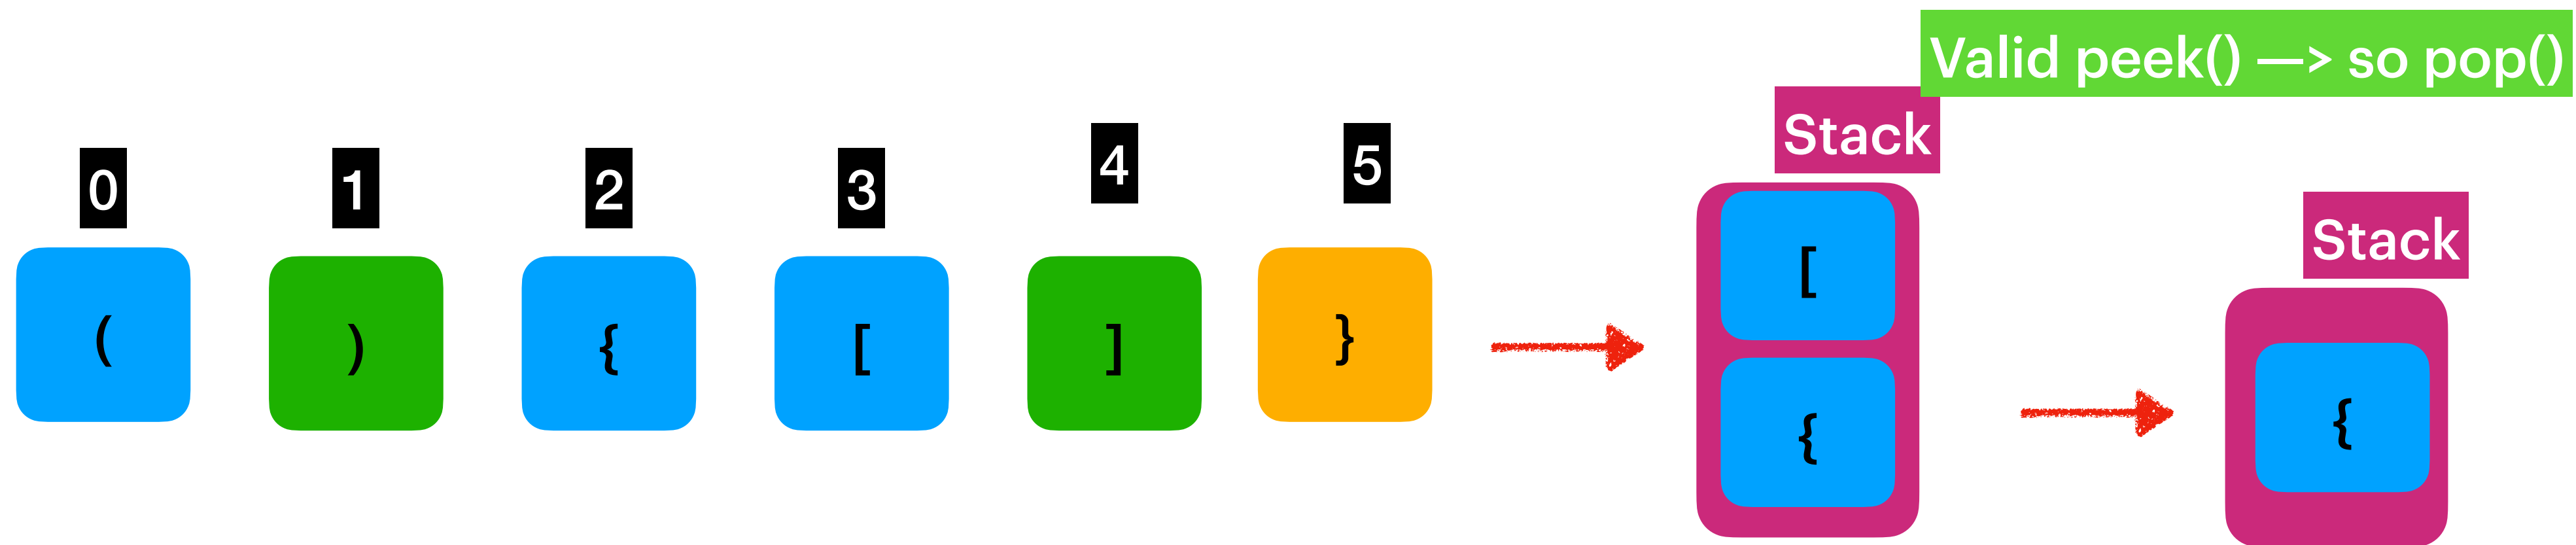 Valid peek() —> so pop()
Stack
0 1 2 3 4 5
( ) { [ ] }
[
{
Stack
{